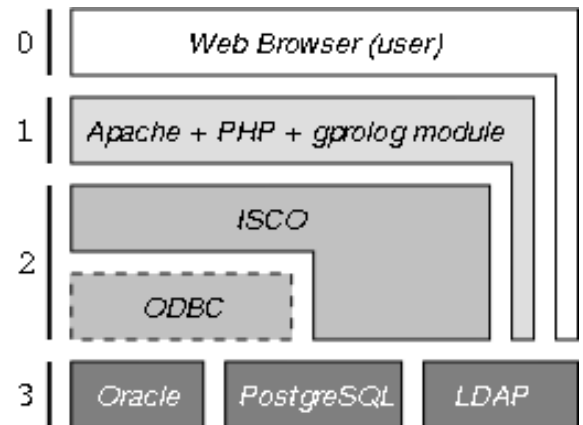 0
Web Browser (user)
1
Apache + PHP + gprolog module
2
ISCO
ODBC
3
Oracle
PostgreSQL
LDAP